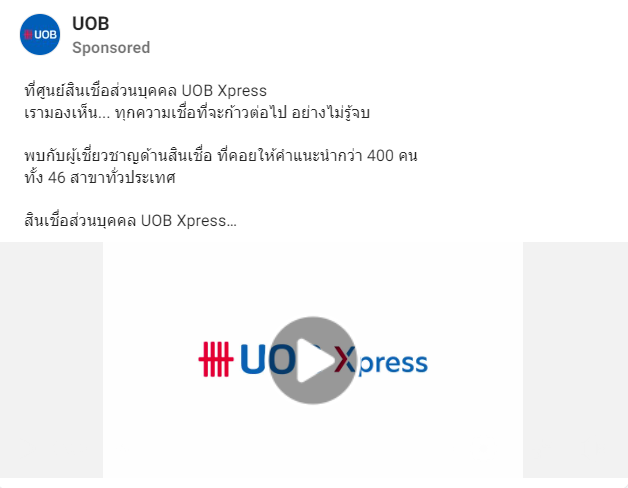 UOB
UOB
Sponsored
ที่ศูนย์สินเชื่อส่วนบุคคล UOB Xpress
เรามองเห็น... ทุกความเชื่อที่จะก้าวต่อไป อย่างไม่รู้จบ
พบกับผู้เชี่ยวชาญด้านสินเชื่อ ที่คอยให้คำแนะนำกว่า 400 คน
ทั้ง 46 สาขาทั่วประเทศ
สินเชื่อส่วนบุคคล UOB Xpress...
UOB Xpress